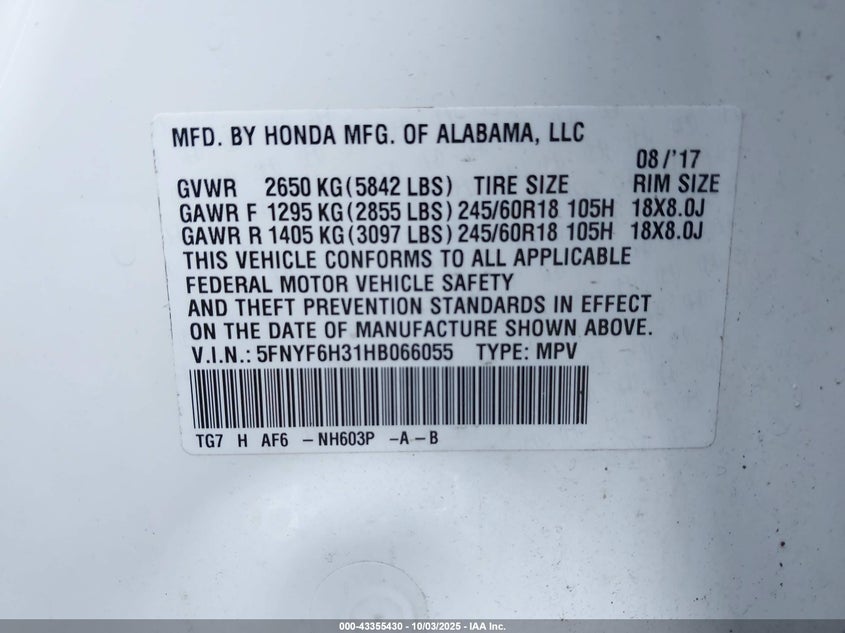 MFD. BY HONDA MFG. OF ALABAMA, LLC
08/'17
GVWR 2650 KG(5842 LBS) TIRE SIZE RIM SIZE
GAWR F 1295 KG(2855 LBS) 245/60R18 105H 18X8.0J
GAWR R 1405 KG(3097 LBS) 245/60R18 105H 18X8.0J
THIS VEHICLE CONFORMS TO ALL APPLICABLE
FEDERAL MOTOR VEHICLE SAFETY
AND THEFT PREVENTION STANDARDS IN EFFECT
ON THE DATE OF MANUFACTURE SHOWN ABOVE.
V.I.N.: 5FNYF6H31HB066055 TYPE: MPV
TG7 H AF6 -NH603P -A-B
000-43355430 - 10/03/2025 - IAA Inc.